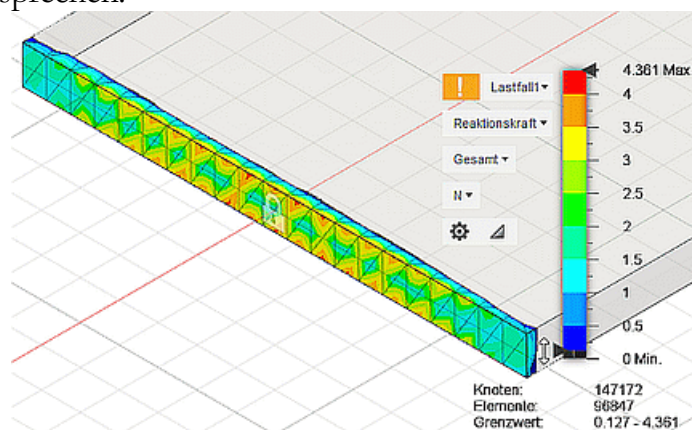 sprechen.
Lastfall1
Reaktionskraft
Gesamt
N
4.361 Max
4
3.5
3
2.5
2
1.5
1
0.5
0 Min.
Knoten: 147172
Elemente: 96847
Grenzwert: 0.127 - 4.361